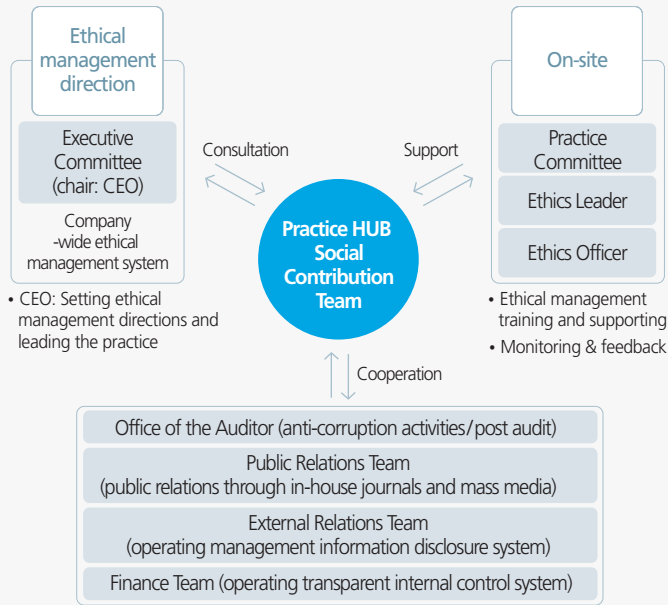 Ethical
management
direction
Executive
Committee
(chair: CEO)
Company
-wide ethical
management system
• CEO: Setting ethical
management directions and
leading the practice
Consultation
Support
Practice HUB
Social
Contribution
Team
On-site
Practice
Committee
Ethics Leader
Ethics Officer
• Ethical management
training and supporting
• Monitoring & feedback
Cooperation
Office of the Auditor (anti-corruption activities/post audit)
Public Relations Team
(public relations through in-house journals and mass media)
External Relations Team
(operating management information disclosure system)
Finance Team (operating transparent internal control system)